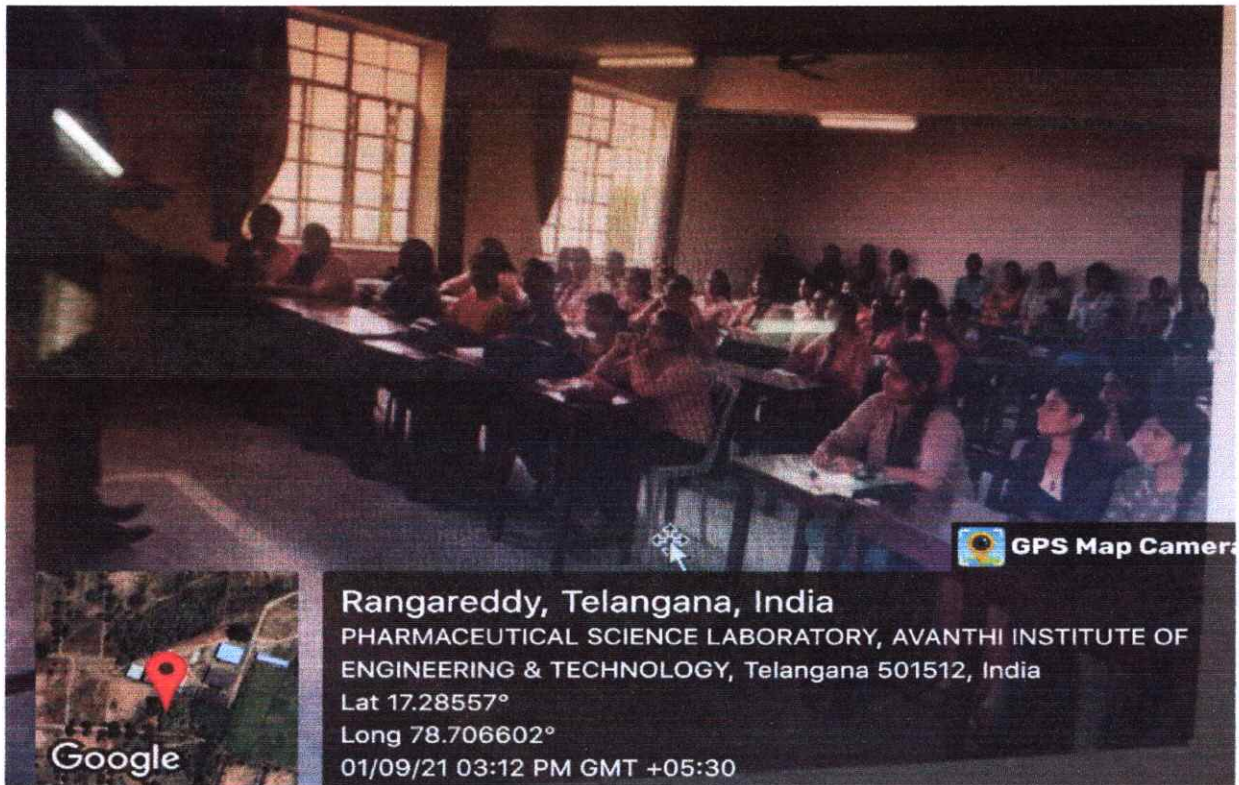 GPS Map Camera
Rangareddy, Telangana, India
PHARMACEUTICAL SCIENCE LABORATORY, AVANTHI INSTITUTE OF
ENGINEERING & TECHNOLOGY, Telangana 501512, India
Lat 17.28557°
Long 78.706602°
01/09/21 03:12 PM GMT +05:30
Google